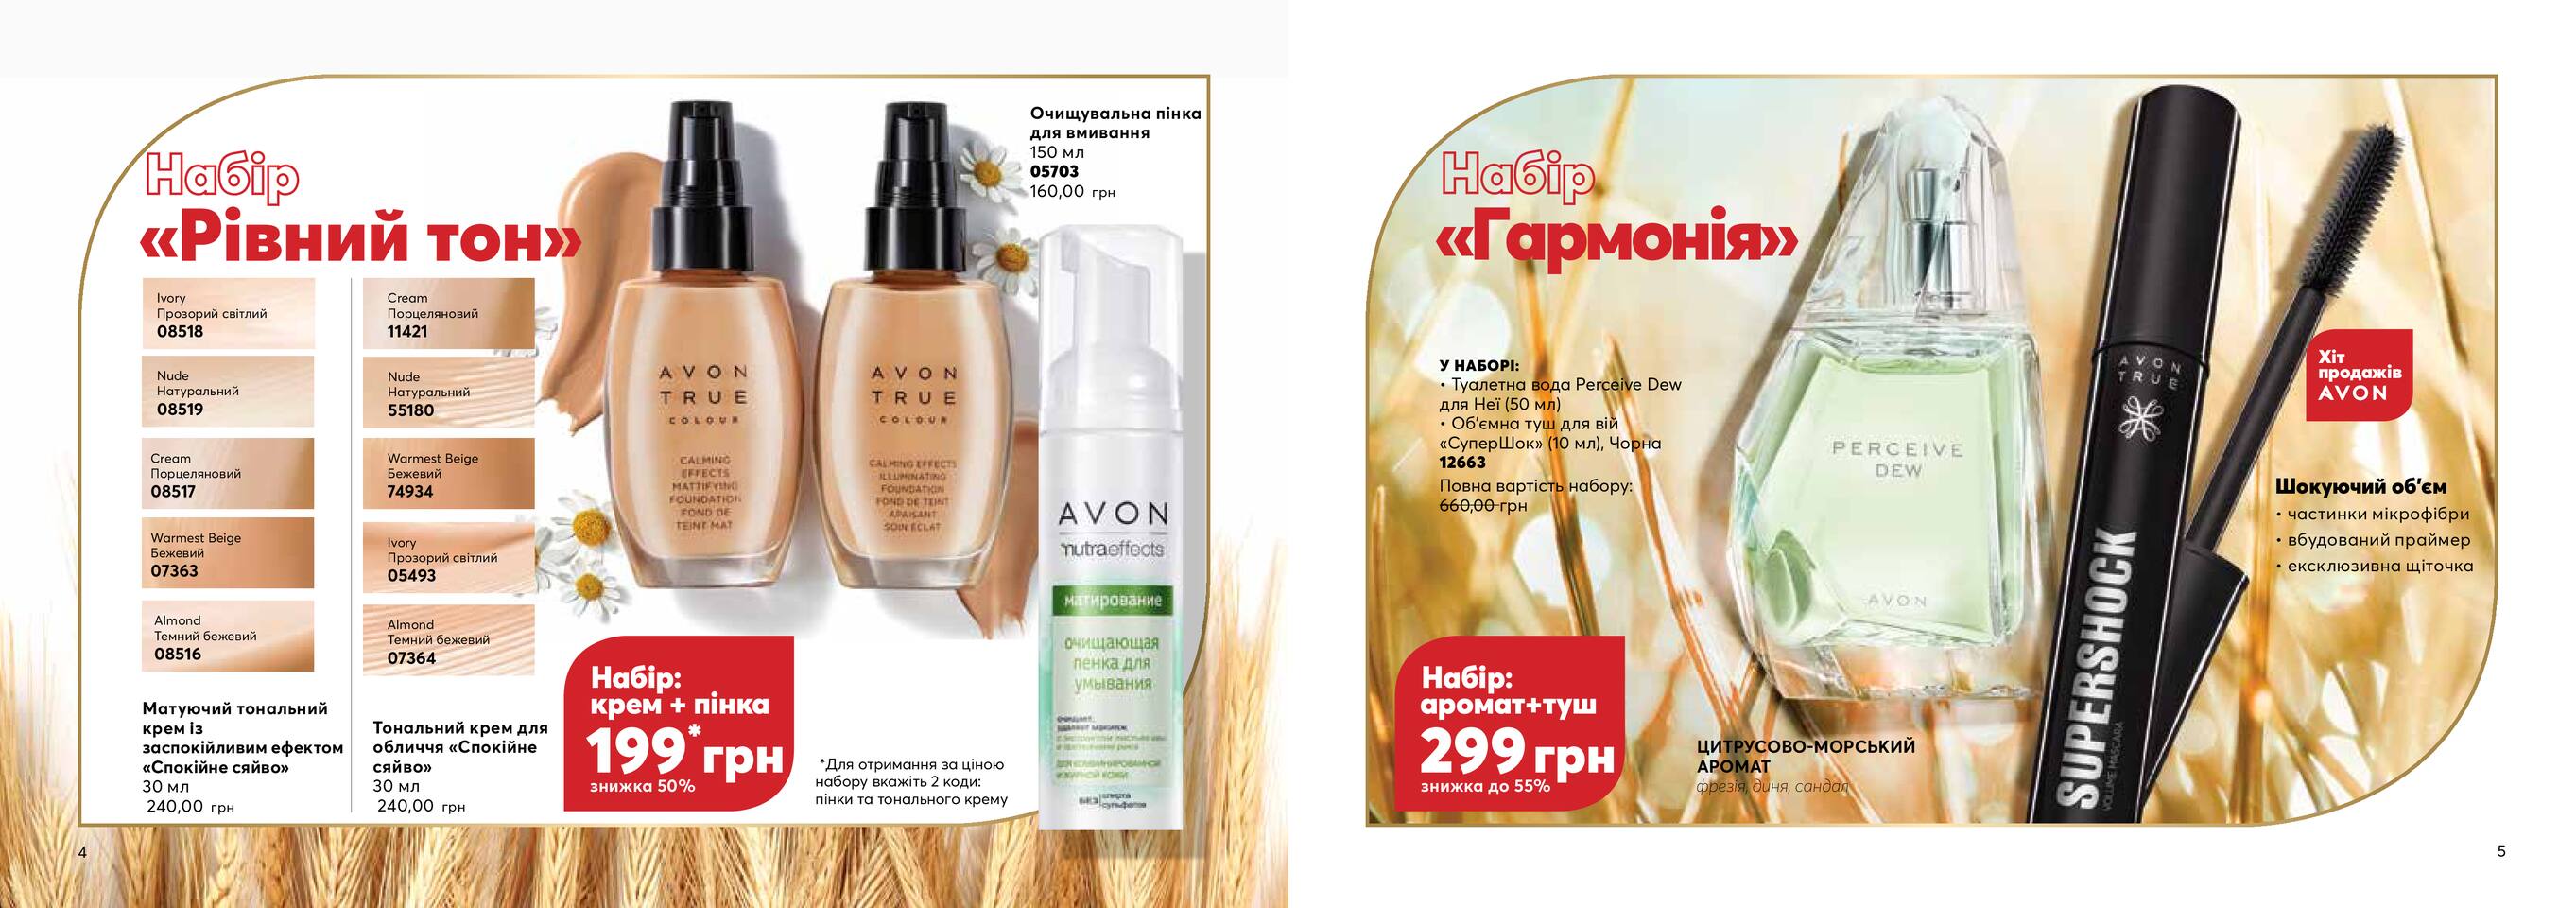 Набір
«Рівний тон»
Ivory
Прозорий світлий
08518
Nude
Натуральний
08519
Cream
Порцеляновий
08517
Warmest Beige
Бежевий
07363
Almond
Темний бежевий
08516
Матуючий тональний
крем із
заспокійливим ефектом
«Спокійне сяйво»
30 мл
240,00 грн
Cream
Порцеляновий
11421
Nude
Натуральний
55180
Warmest Beige
Бежевий
74934
Ivory
Прозорий світлий
05493
Almond
Темний бежевий
07364
Тональний крем для
обличчя «Спокійне
сяйво»
30 мл
240,00 грн
AVON
TRUE
COLOUR
CALMING
EFFECTS
MATTIFYING
FOUNDATION
FOND DE
TEINT MAT
AVON
TRUE
COLOUR
CALMING EFFECTS
ILLUMINATING
FOUNDATION
FOND DE TEINT
APAISANT
SOIN ÉCLAT
Очищувальна пінка
для вмивання
150 мл
05703
160,00 грн
AVON
nutraeffects
матирование
очищающая
пенка для
умывания
БЕЗ спирта
сульфатов
Набір:
крем + пінка
199* грн
знижка 50%
*Для отримання за ціною
набору вкажіть 2 коди:
пінки та тонального крему
4
Набір
«Гармонія»
У НАБОРІ:
• Туалетна вода Perceive Dew
для Неї (50 мл)
• Об'ємна туш для вій
«СуперШок» (10 мл), Чорна
12663
Повна вартість набору:
660,00 грн
Набір:
аромат+туш
299 грн
знижка до 55%
PERCEIVE
DEW
AVON
ЦИТРУСОВО-МОРСЬКИЙ
АРОМАТ
фрезія, диня, сандал
AVON
TRUE
SUPERSHOCK
VOLUME MASCARA
Хіт
продажів
AVON
Шокуючий об'єм
• частинки мікрофібри
• вбудований праймер
• ексклюзивна щіточка
5